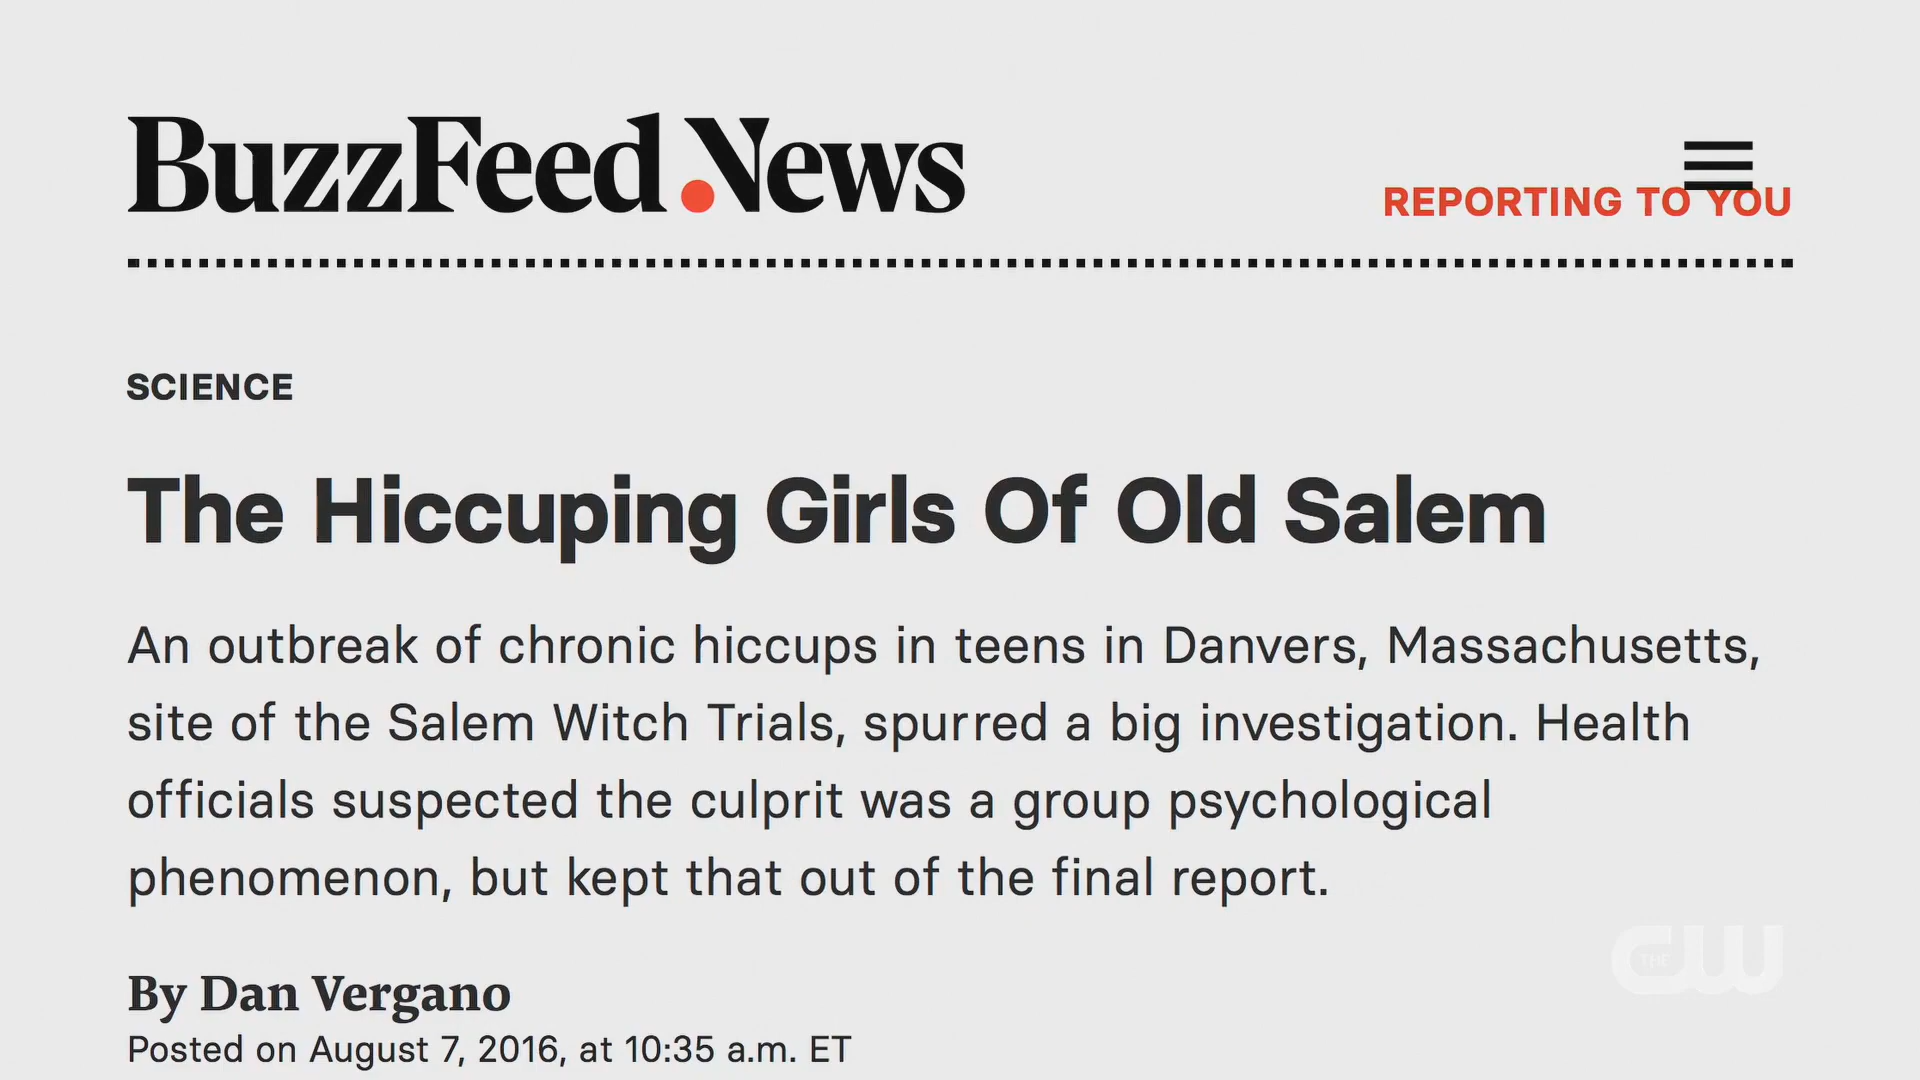 BuzzFeed News
REPORTING TO YOU
SCIENCE
The Hiccuping Girls Of Old Salem
An outbreak of chronic hiccups in teens in Danvers, Massachusetts,
site of the Salem Witch Trials, spurred a big investigation. Health
officials suspected the culprit was a group psychological
phenomenon, but kept that out of the final report.
THE CW
By Dan Vergano
Posted on August 7, 2016, at 10:35 a.m. ET